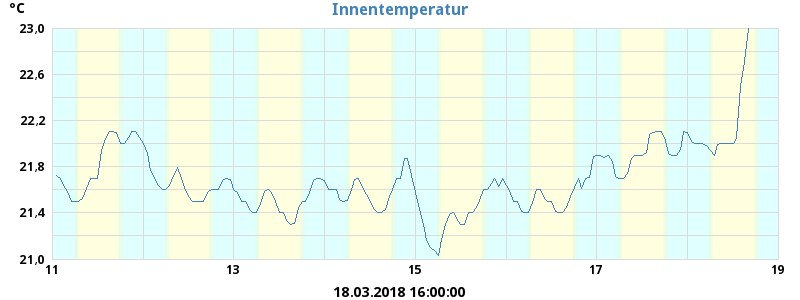 °C
Innentemperatur
23,0
22,6
22,2
21,8
21,4
21,0
11 13 15 17 19
18.03.2018 16:00:00